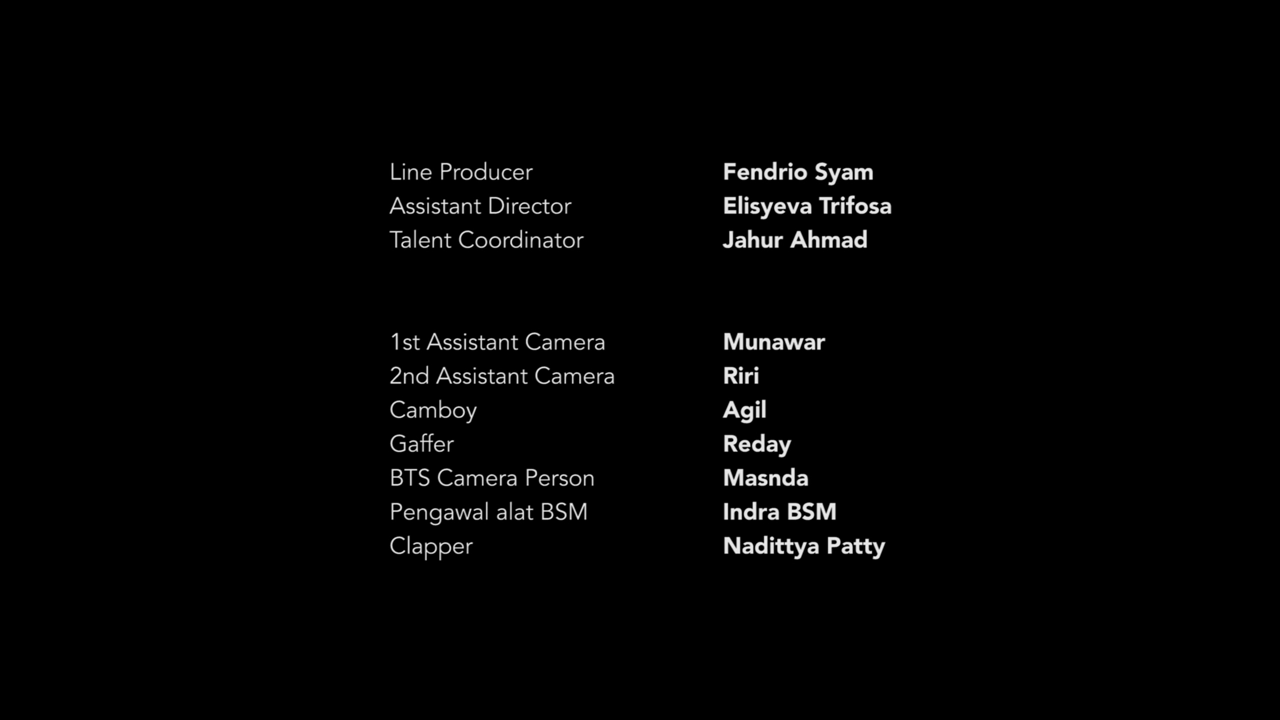 Line Producer Fendrio Syam
Assistant Director Elisyeva Trifosa
Talent Coordinator Jahur Ahmad
1st Assistant Camera Munawar
2nd Assistant Camera Riri
Camboy Agil
Gaffer Reday
BTS Camera Person Masnda
Pengawal alat BSM Indra BSM
Clapper Nadittya Patty